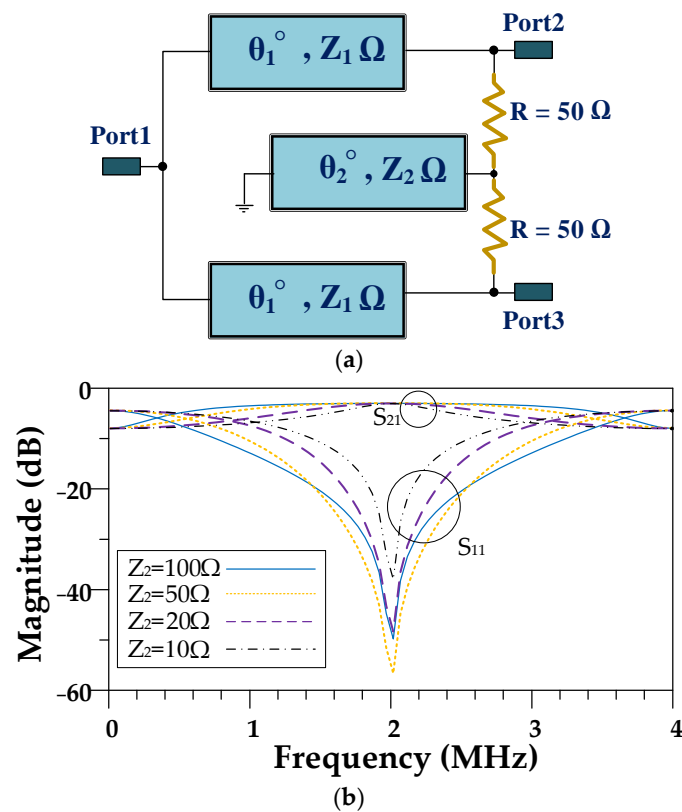 θ₁° , Z₁ Ω
Port2
R = 50 Ω
Port1
θ₂° , Z₂ Ω
R = 50 Ω
θ₁° , Z₁ Ω
Port3
(a)
Magnitude (dB)
0
-20
-40
-60
S₂₁
S₁₁
Z₂=100Ω
Z₂=50Ω
Z₂=20Ω
Z₂=10Ω
0 1 2 3 4
Frequency (MHz)
(b)